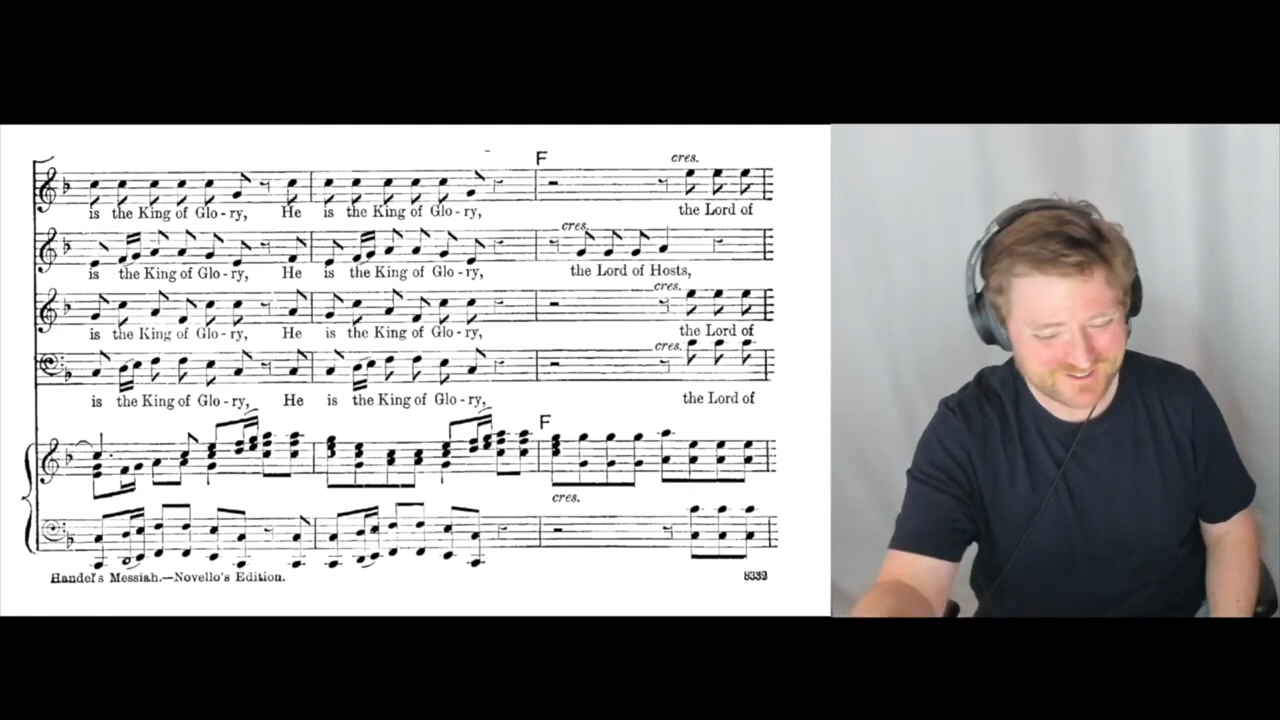 F
cres.
is the King of Glo-ry, He is the King of Glo-ry, the Lord of
cres.
is the King of Glo-ry, He is the King of Glo-ry, the Lord of Hosts,
cres.
is the King of Glo-ry, He is the King of Glo-ry, the Lord of
cres.
is the King of Glo-ry, He is the King of Glo-ry, the Lord of
F
cres.
Handel's Messiah.—Novello's Edition.